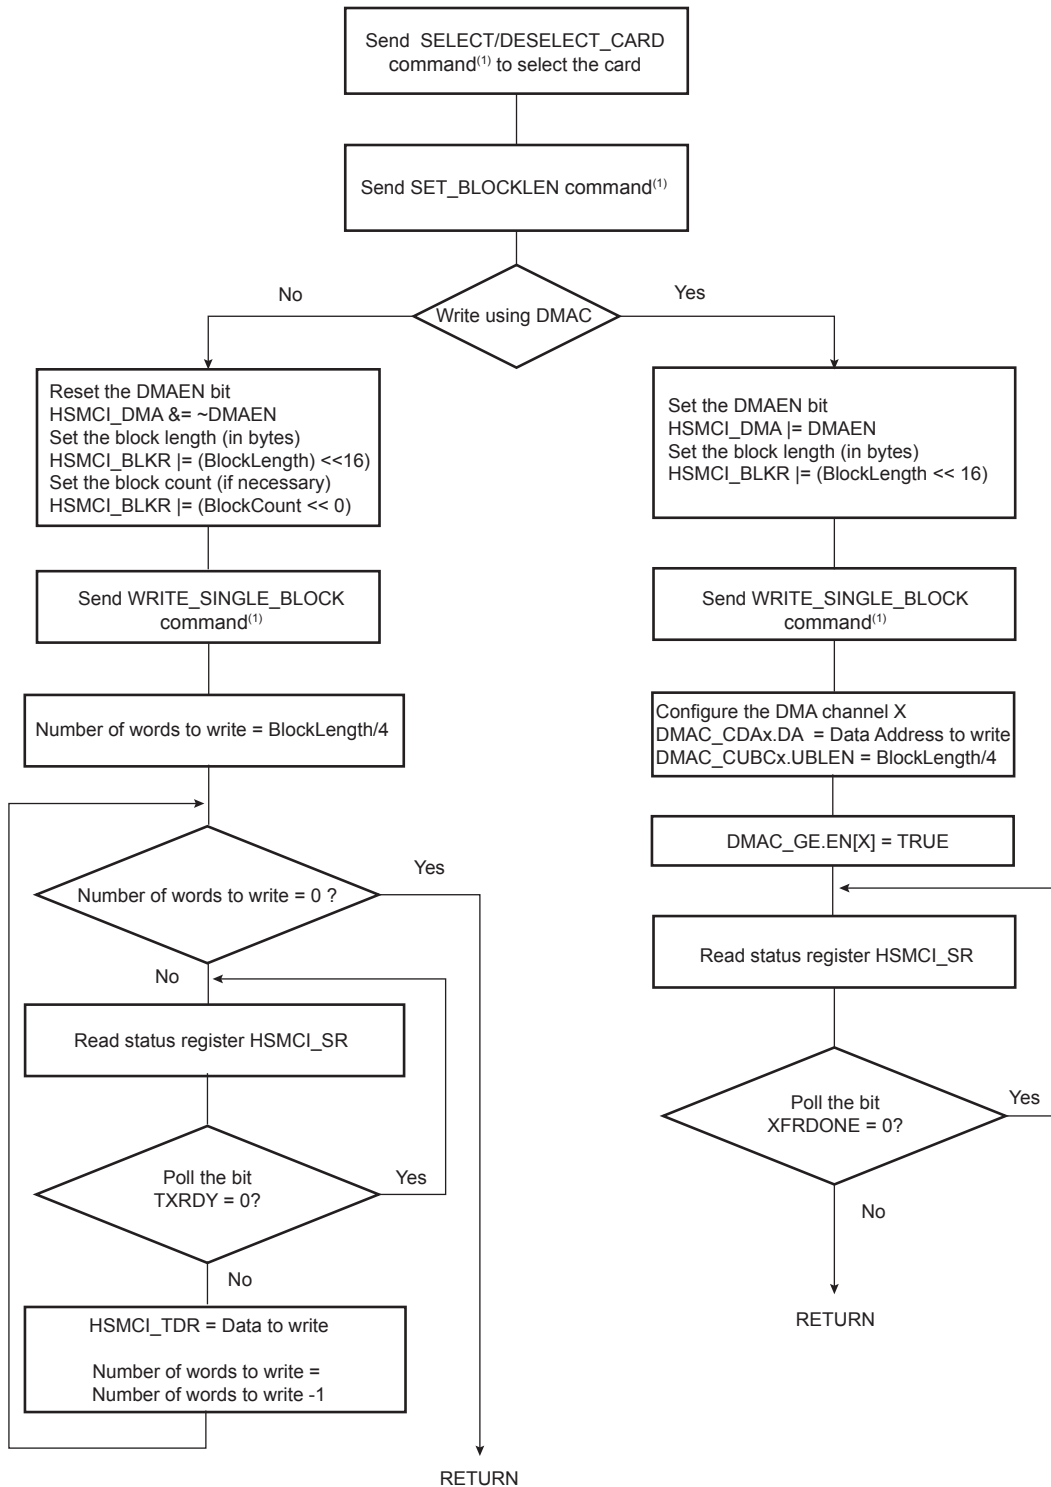 Send SELECT/DESELECT_CARD
command(1) to select the card
Send SET_BLOCKLEN command(1)
No
Yes
Write using DMAC
Reset the DMAEN bit
HSMCI_DMA &= ~DMAEN
Set the block length (in bytes)
HSMCI_BLKR |= (BlockLength) <<16)
Set the block count (if necessary)
HSMCI_BLKR |= (BlockCount << 0)
Send WRITE_SINGLE_BLOCK
command(1)
Number of words to write = BlockLength/4
Number of words to write = 0 ?
Yes
No
Read status register HSMCI_SR
Poll the bit
TXRDY = 0?
Yes
No
HSMCI_TDR = Data to write
Number of words to write =
Number of words to write -1
RETURN
Set the DMAEN bit
HSMCI_DMA |= DMAEN
Set the block length (in bytes)
HSMCI_BLKR |= (BlockLength << 16)
Send WRITE_SINGLE_BLOCK
command(1)
Configure the DMA channel X
DMAC_CDAx.DA = Data Address to write
DMAC_CUBCx.UBLEN = BlockLength/4
DMAC_GE.EN[X] = TRUE
Read status register HSMCI_SR
Poll the bit
XFRDONE = 0?
Yes
No
RETURN